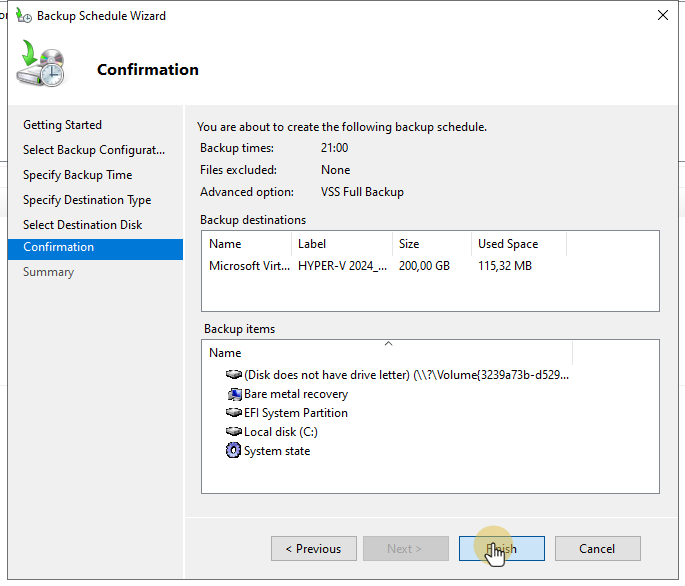 Backup Schedule Wizard
Confirmation
Getting Started
Select Backup Configurat...
Specify Backup Time
Specify Destination Type
Select Destination Disk
Confirmation
Summary
You are about to create the following backup schedule.
Backup times: 21:00
Files excluded: None
Advanced option: VSS Full Backup
Backup destinations
Name Label Size Used Space
Microsoft Virt... HYPER-V 2024_... 200,00 GB 115,32 MB
Backup items
Name
(Disk does not have drive letter) (\\?\Volume{3239a73b-d529...
Bare metal recovery
EFI System Partition
Local disk (C:)
System state
< Previous Next > Finish Cancel